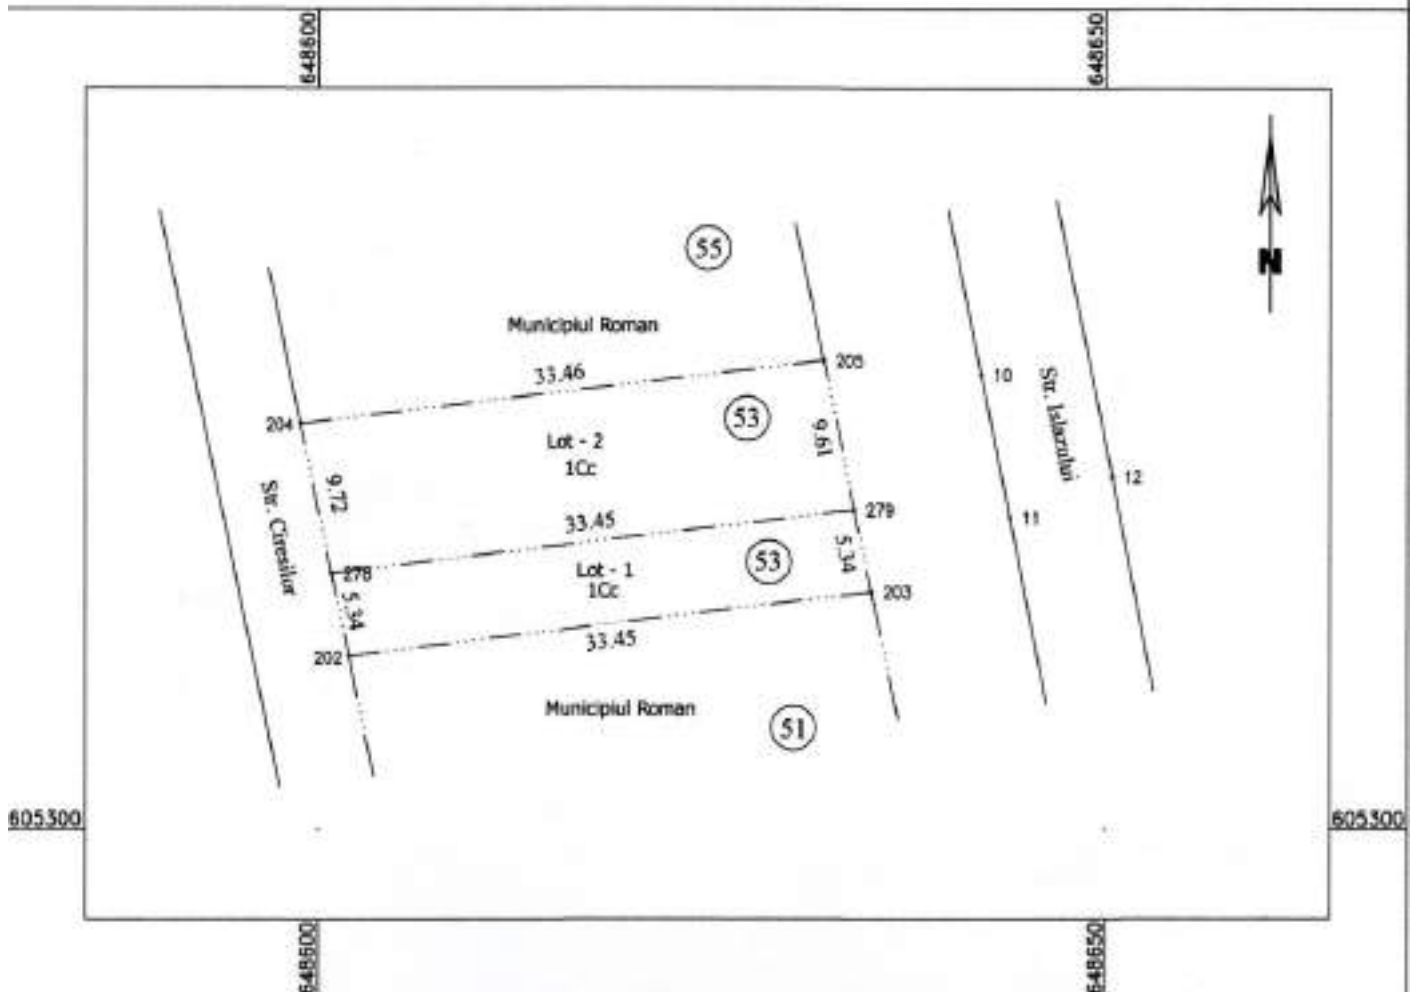 648600
648650
55
N
Municipiul Roman
33.46
205
10
Str. Islazului
204
53
9.61
Lot - 2
1Cc
12
9.72
Str. Ciresilor
33.45
279
11
278
53
5.34
Lot - 1
1Cc
5.34
203
33.45
202
Municipiul Roman
51
605300
605300
648600
648650